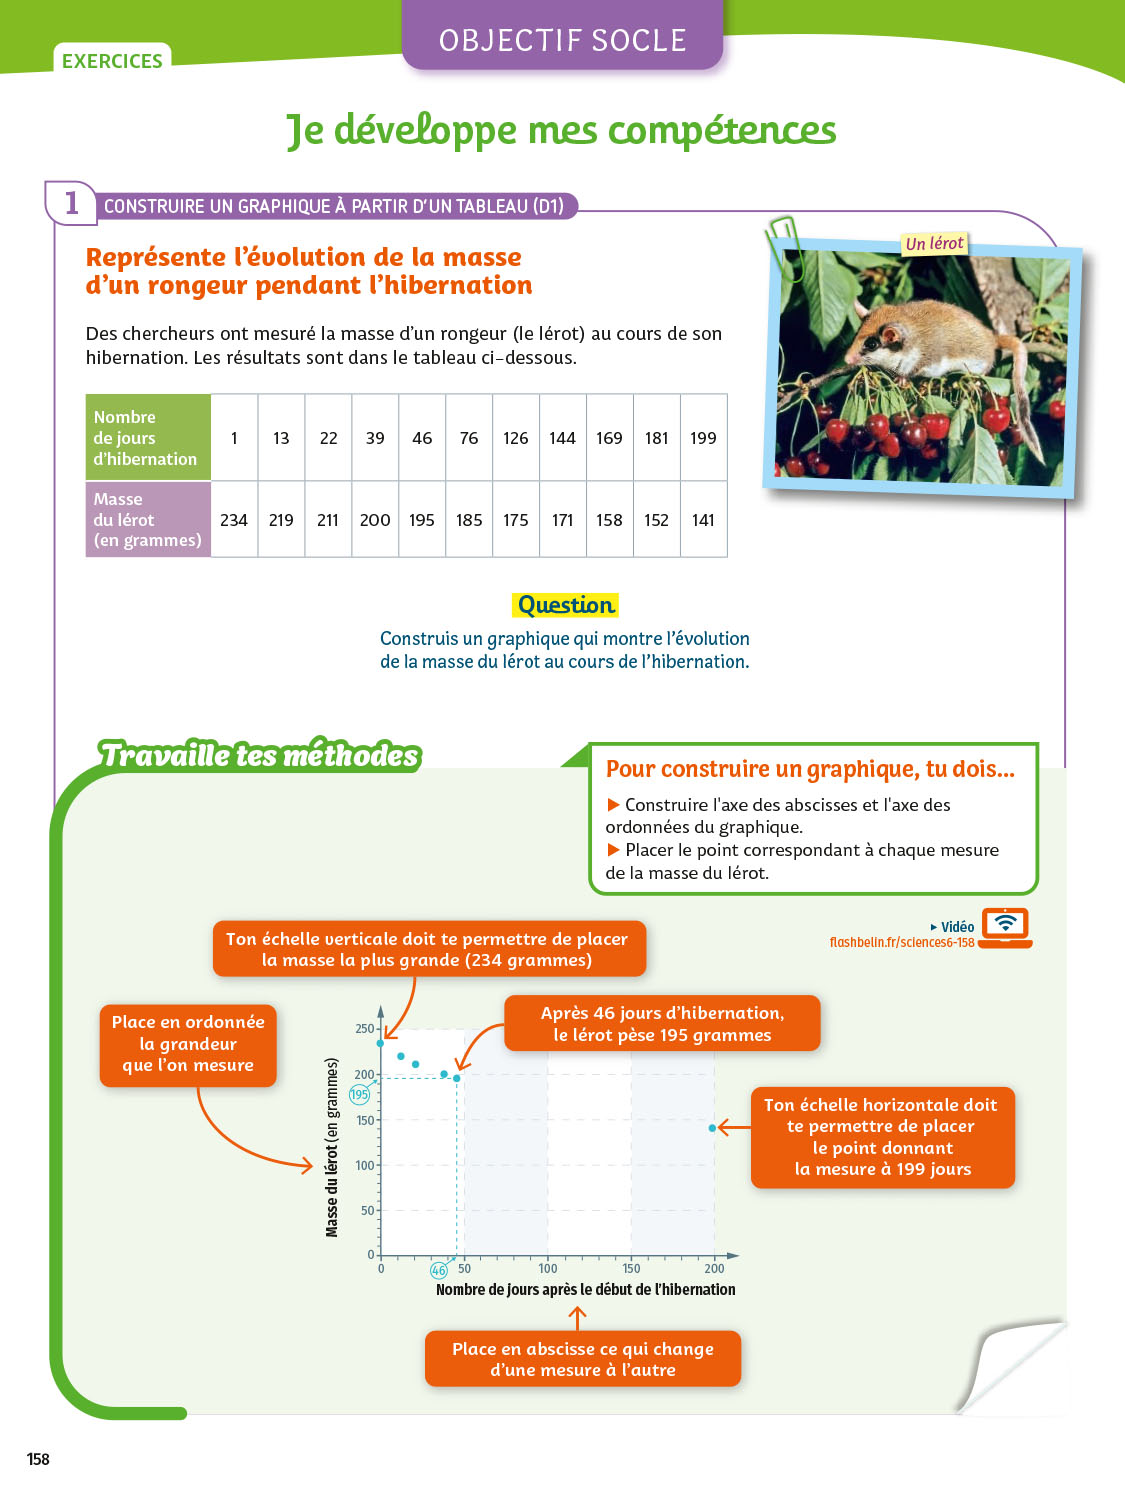 EXERCICES
OBJECTIF SOCLE
Je développe mes compétences
1 CONSTRUIRE UN GRAPHIQUE À PARTIR D'UN TABLEAU (D1)
Représente l'évolution de la masse
d'un rongeur pendant l'hibernation
Un lérot
Des chercheurs ont mesuré la masse d'un rongeur (le lérot) au cours de son
hibernation. Les résultats sont dans le tableau ci-dessous.
Nombre
de jours
d'hibernation
1 13 22 39 46 76 126 144 169 181 199
Masse
du lérot
(en grammes)
234 219 211 200 195 185 175 171 158 152 141
Question
Construis un graphique qui montre l'évolution
de la masse du lérot au cours de l'hibernation.
Travaille tes méthodes
Pour construire un graphique, tu dois...
► Construire l'axe des abscisses et l'axe des
ordonnées du graphique.
► Placer le point correspondant à chaque mesure
de la masse du lérot.
► Vidéo
flashbelin.fr/sciences6-158
Ton échelle verticale doit te permettre de placer
la masse la plus grande (234 grammes)
Place en ordonnée
la grandeur
que l'on mesure
Après 46 jours d'hibernation,
le lérot pèse 195 grammes
Ton échelle horizontale doit
te permettre de placer
le point donnant
la mesure à 199 jours
Masse du lérot (en grammes)
250
200
195
150
100
50
0
0 46 50 100 150 200
Nombre de jours après le début de l'hibernation
Place en abscisse ce qui change
d'une mesure à l'autre
158